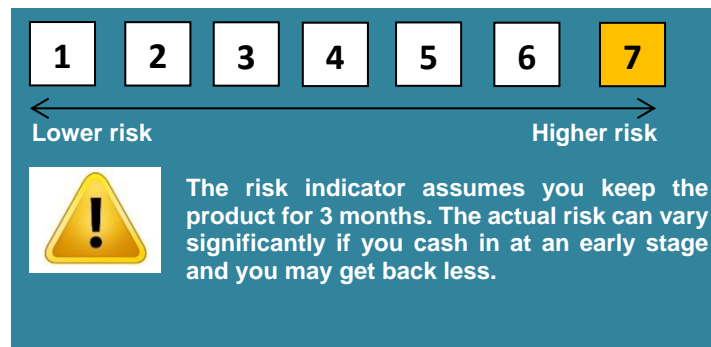 1 2 3 4 5 6 7
Lower risk Higher risk
The risk indicator assumes you keep the
product for 3 months. The actual risk can vary
significantly if you cash in at an early stage
and you may get back less.